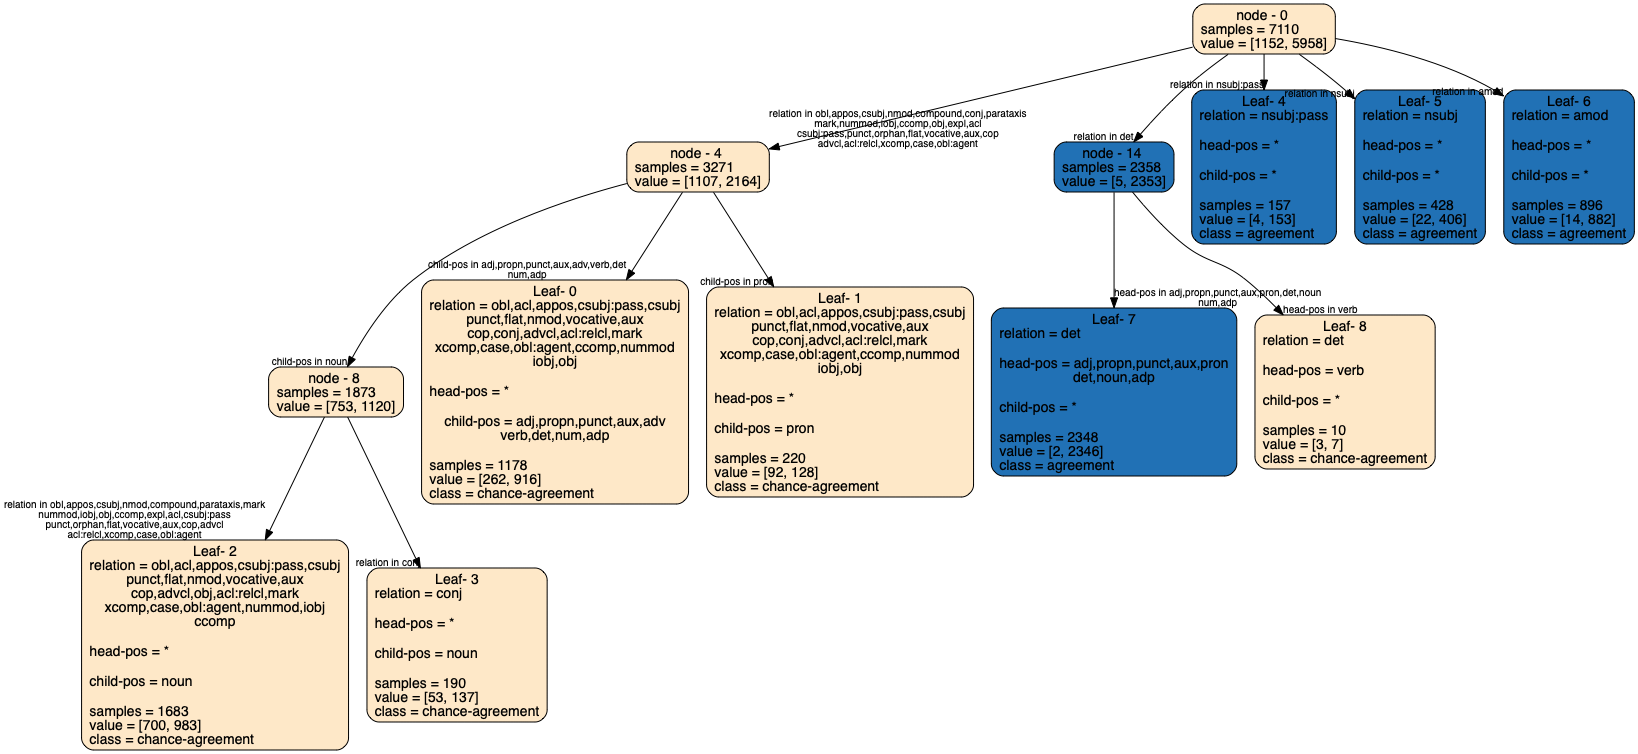 node - 0
samples = 7110
value = [1152, 5958]
relation in obl,appos,csubj,nmod,compound,conj,parataxis
mark,nummod,iobj,ccomp,obj,expl,acl
csubj:pass,punct,orphan,flat,vocative,aux,cop
advcl,acl:relcl,xcomp,case,obl:agent
relation in det
relation in nsubj:pass
relation in nsubj
relation in amod
node - 4
samples = 3271
value = [1107, 2164]
node - 14
samples = 2358
value = [5, 2353]
Leaf- 4
relation = nsubj:pass
head-pos = *
child-pos = *
samples = 157
value = [4, 153]
class = agreement
Leaf- 5
relation = nsubj
head-pos = *
child-pos = *
samples = 428
value = [22, 406]
class = agreement
Leaf- 6
relation = amod
head-pos = *
child-pos = *
samples = 896
value = [14, 882]
class = agreement
child-pos in noun
child-pos in adj,propn,punct,aux,adv,verb,det
num,adp
child-pos in pron
head-pos in adj,propn,punct,aux,pron,det,noun
num,adp
head-pos in verb
node - 8
samples = 1873
value = [753, 1120]
Leaf- 0
relation = obl,acl,appos,csubj:pass,csubj
punct,flat,nmod,vocative,aux
cop,conj,advcl,acl:relcl,mark
xcomp,case,obl:agent,ccomp,nummod
iobj,obj
head-pos = *
child-pos = adj,propn,punct,aux,adv
verb,det,num,adp
samples = 1178
value = [262, 916]
class = chance-agreement
Leaf- 1
relation = obl,acl,appos,csubj:pass,csubj
punct,flat,nmod,vocative,aux
cop,conj,advcl,acl:relcl,mark
xcomp,case,obl:agent,ccomp,nummod
iobj,obj
head-pos = *
child-pos = pron
samples = 220
value = [92, 128]
class = chance-agreement
Leaf- 7
relation = det
head-pos = adj,propn,punct,aux,pron
det,noun,adp
child-pos = *
samples = 2348
value = [2, 2346]
class = agreement
Leaf- 8
relation = det
head-pos = verb
child-pos = *
samples = 10
value = [3, 7]
class = chance-agreement
relation in obl,appos,csubj,nmod,compound,parataxis,mark
nummod,iobj,obj,ccomp,expl,acl,csubj:pass
punct,orphan,flat,vocative,aux,cop,advcl
acl:relcl,xcomp,case,obl:agent
relation in conj
Leaf- 2
relation = obl,acl,appos,csubj:pass,csubj
punct,flat,nmod,vocative,aux
cop,advcl,obj,acl:relcl,mark
xcomp,case,obl:agent,nummod,iobj
ccomp
head-pos = *
child-pos = noun
samples = 1683
value = [700, 983]
class = chance-agreement
Leaf- 3
relation = conj
head-pos = *
child-pos = noun
samples = 190
value = [53, 137]
class = chance-agreement